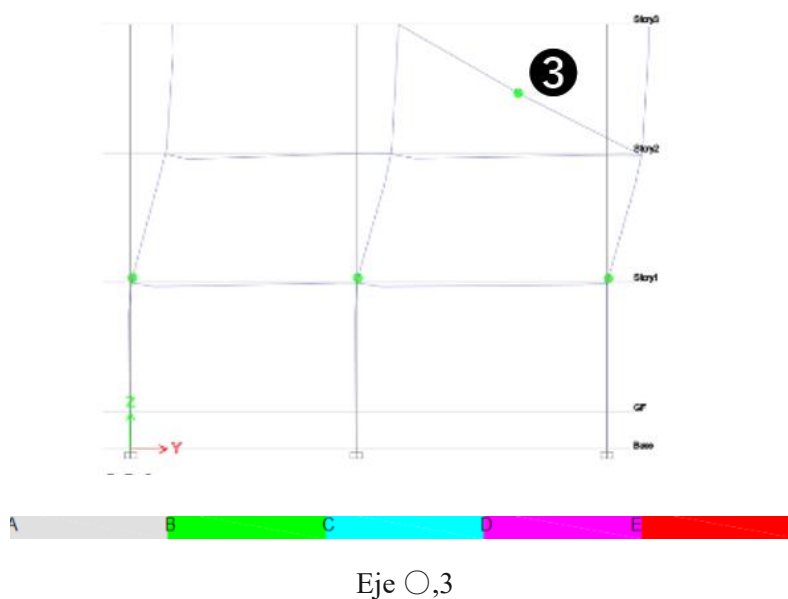 Story3
3
Story2
Story1
Z
GF
Y
Base
A B C D E
Eje ○,3